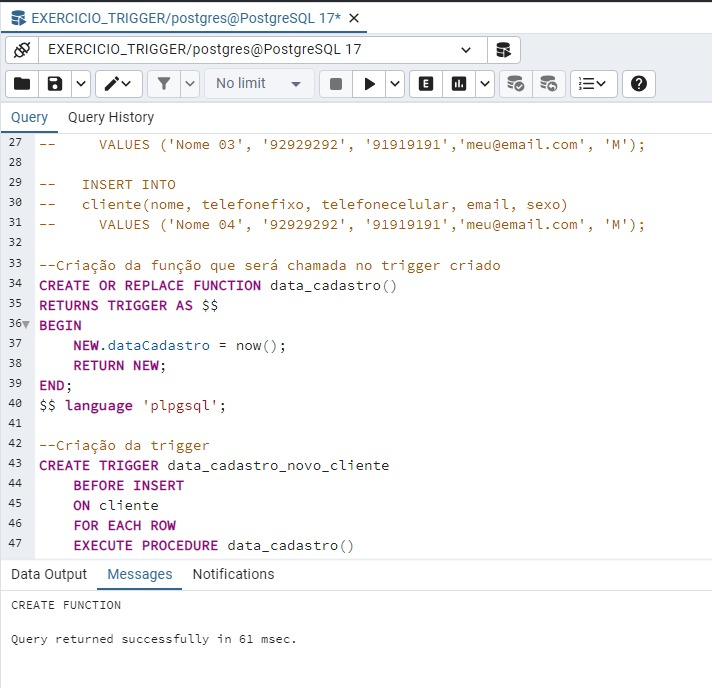 EXERCICIO_TRIGGER/postgres@PostgreSQL 17*
EXERCICIO_TRIGGER/postgres@PostgreSQL 17
No limit
E
Query Query History
27 --     VALUES ('Nome 03', '92929292', '91919191','meu@email.com', 'M');
28
29 --   INSERT INTO
30 --   cliente(nome, telefonefixo, telefonecelular, email, sexo)
31 --     VALUES ('Nome 04', '92929292', '91919191','meu@email.com', 'M');
32
33 --Criação da função que será chamada no trigger criado
34 CREATE OR REPLACE FUNCTION data_cadastro()
35 RETURNS TRIGGER AS $$
36 BEGIN
37     NEW.dataCadastro = now();
38     RETURN NEW;
39 END;
40 $$ language 'plpgsql';
41
42 --Criação da trigger
43 CREATE TRIGGER data_cadastro_novo_cliente
44     BEFORE INSERT
45     ON cliente
46     FOR EACH ROW
47     EXECUTE PROCEDURE data_cadastro()
Data Output Messages Notifications
CREATE FUNCTION
Query returned successfully in 61 msec.